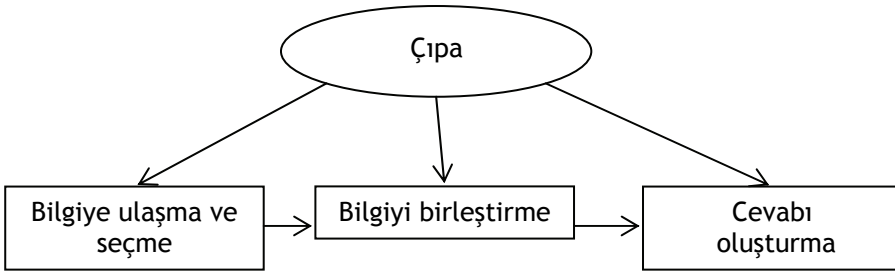 Çıpa
Bilgiye ulaşma ve
seçme
Bilgiyi birleştirme
Cevabı
oluşturma